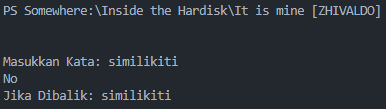 PS Somewhere:\Inside the Hardisk\It is mine [ZHIVALDO]
Masukkan Kata: similikiti
No
Jika Dibalik: similikiti